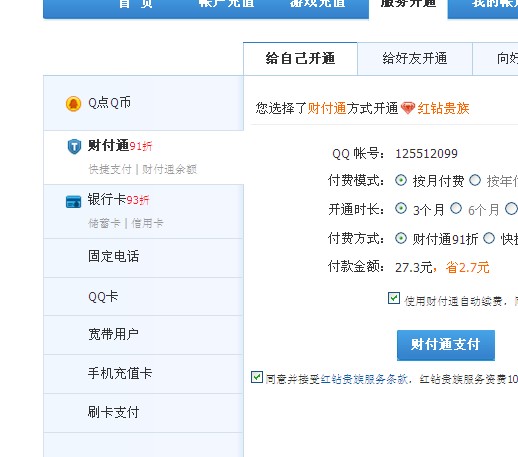 首 页 帐户充值 游戏充值 服务开通 我的帐
给自己开通 给好友开通 向好
Q点Q币
财付通91折
快捷支付 | 财付通余额
银行卡93折
储蓄卡 | 信用卡
固定电话
QQ卡
宽带用户
手机充值卡
刷卡支付
您选择了财付通方式开通 红钻贵族
QQ 帐号: 125512099
付费模式: 按月付费 按年
开通时长: 3个月 6个月
付费方式: 财付通91折 快
付款金额: 27.3元,省2.7元
使用财付通自动续费,
财付通支付
同意并接受红钻贵族服务条款,红钻贵族服务资费10